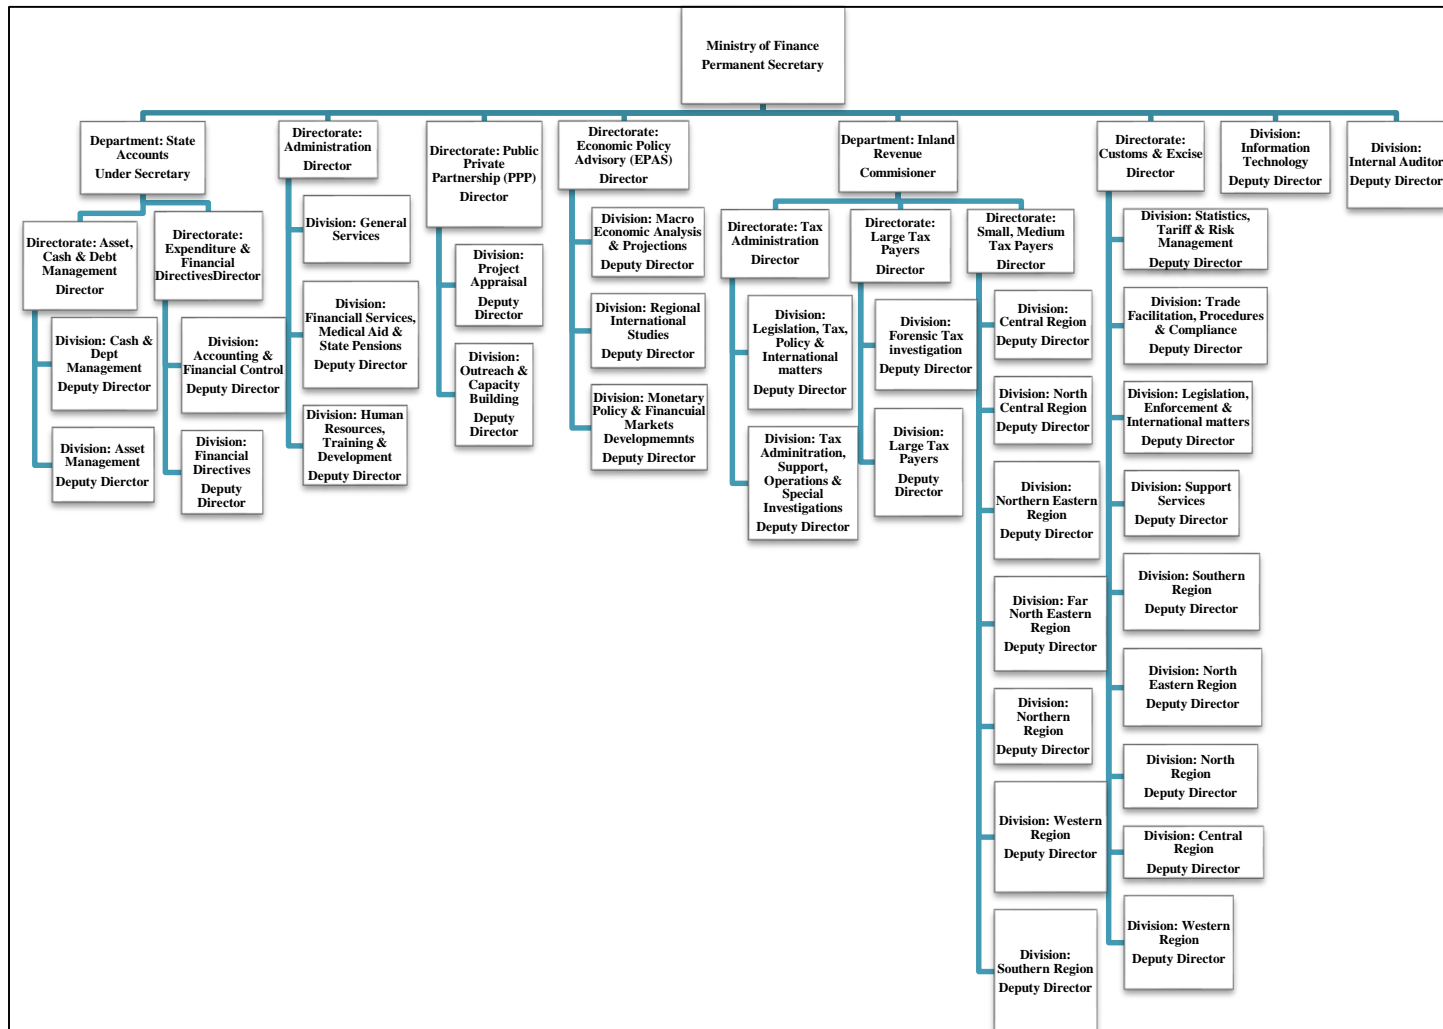 Ministry of Finance
Permanent Secretary
Department: State
Accounts
Under Secretary
Directorate: Asset,
Cash & Debt
Management
Director
Division: Cash &
Dept
Management
Deputy Director
Division: Asset
Management
Deputy Dierctor
Directorate:
Expenditure &
Financial
DirectivesDirector
Division:
Accounting &
Financial Control
Deputy Director
Division:
Financial
Directives
Deputy
Director
Directorate:
Administration
Director
Division: General
Services
Division:
Financiall Services,
Medical Aid &
State Pensions
Deputy Director
Division: Human
Resources,
Training &
Development
Deputy Director
Directorate: Public
Private
Partnership (PPP)
Director
Division:
Project
Appraisal
Deputy
Director
Division:
Outreach &
Capacity
Building
Deputy
Director
Directorate:
Economic Policy
Advisory (EPAS)
Director
Division: Macro
Economic Analysis
& Projections
Deputy Director
Division: Regional
International
Studies
Deputy Director
Division: Monetary
Policy & Financuial
Markets
Developmemnts
Deputy Director
Department: Inland
Revenue
Commisioner
Directorate: Tax
Administration
Director
Division:
Legislation, Tax,
Policy &
International
matters
Deputy Director
Division: Tax
Adminitration,
Support,
Operations &
Special
Investigations
Deputy Director
Directorate:
Large Tax
Payers
Director
Division:
Forensic Tax
investigation
Deputy Director
Division:
Large Tax
Payers
Deputy
Director
Directorate:
Small, Medium
Tax Payers
Director
Division:
Central Region
Deputy Director
Division: North
Central Region
Deputy Director
Division:
Northern Eastern
Region
Deputy Director
Division: Far
North Eastern
Region
Deputy Director
Division:
Northern
Region
Deputy Director
Division: Western
Region
Deputy Director
Division:
Southern Region
Deputy Director
Directorate:
Customs & Excise
Director
Division: Statistics,
Tariff & Risk
Management
Deputy Director
Division: Trade
Facilitation, Procedures
& Compliance
Deputy Director
Division: Legislation,
Enforcement &
International matters
Deputy Director
Division: Support
Services
Deputy Director
Division: Southern
Region
Deputy Director
Division: North
Eastern Region
Deputy Director
Division: North
Region
Deputy Director
Division: Central
Region
Deputy Director
Division: Western
Region
Deputy Director
Division:
Information
Technology
Deputy Director
Division:
Internal Auditor
Deputy Director